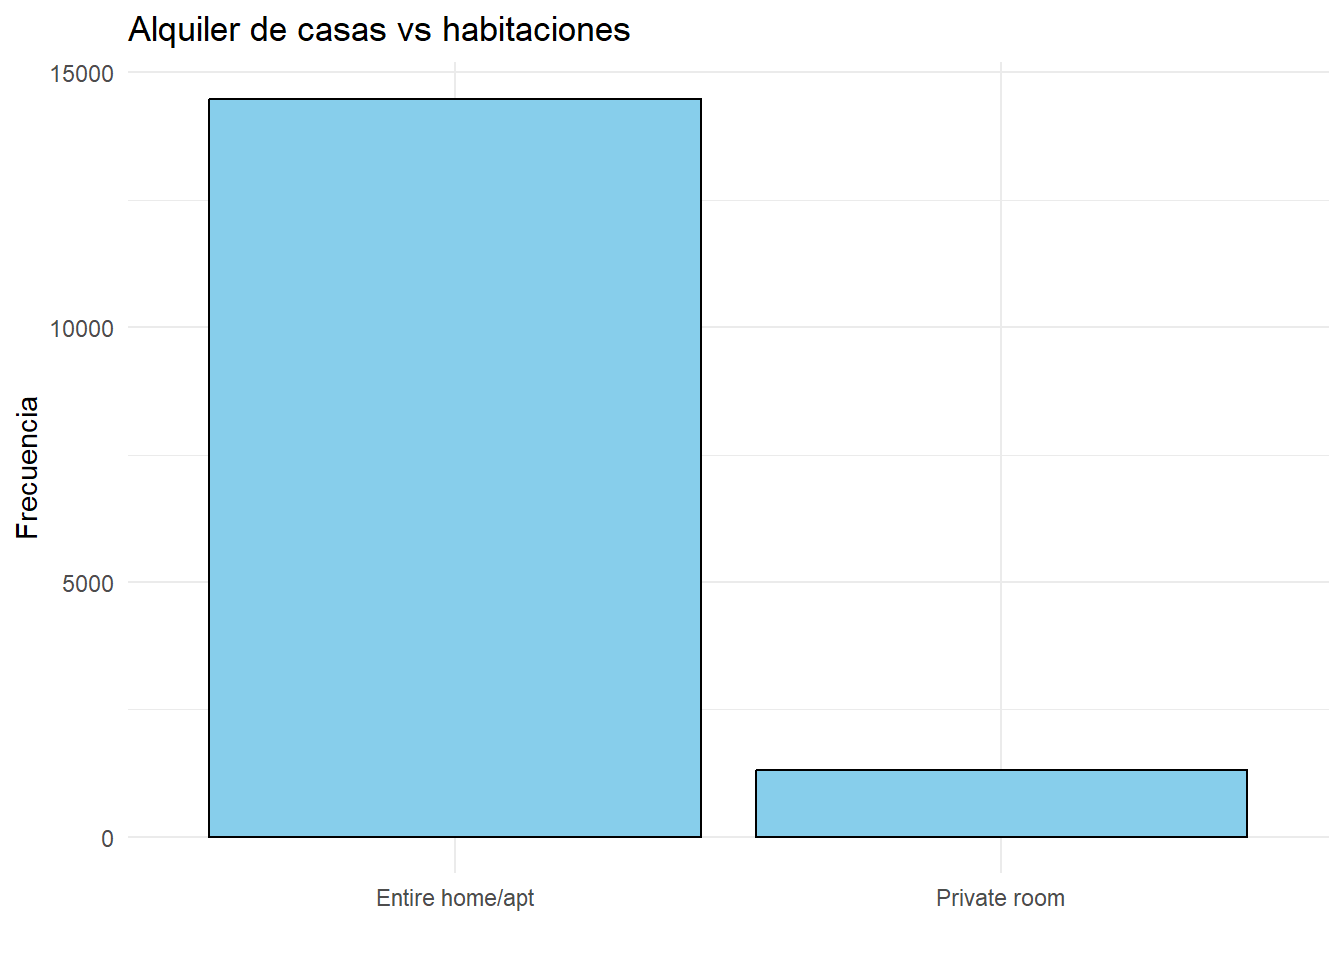 Alquiler de casas vs habitaciones
15000
10000
5000
0
Frecuencia
Entire home/apt
Private room